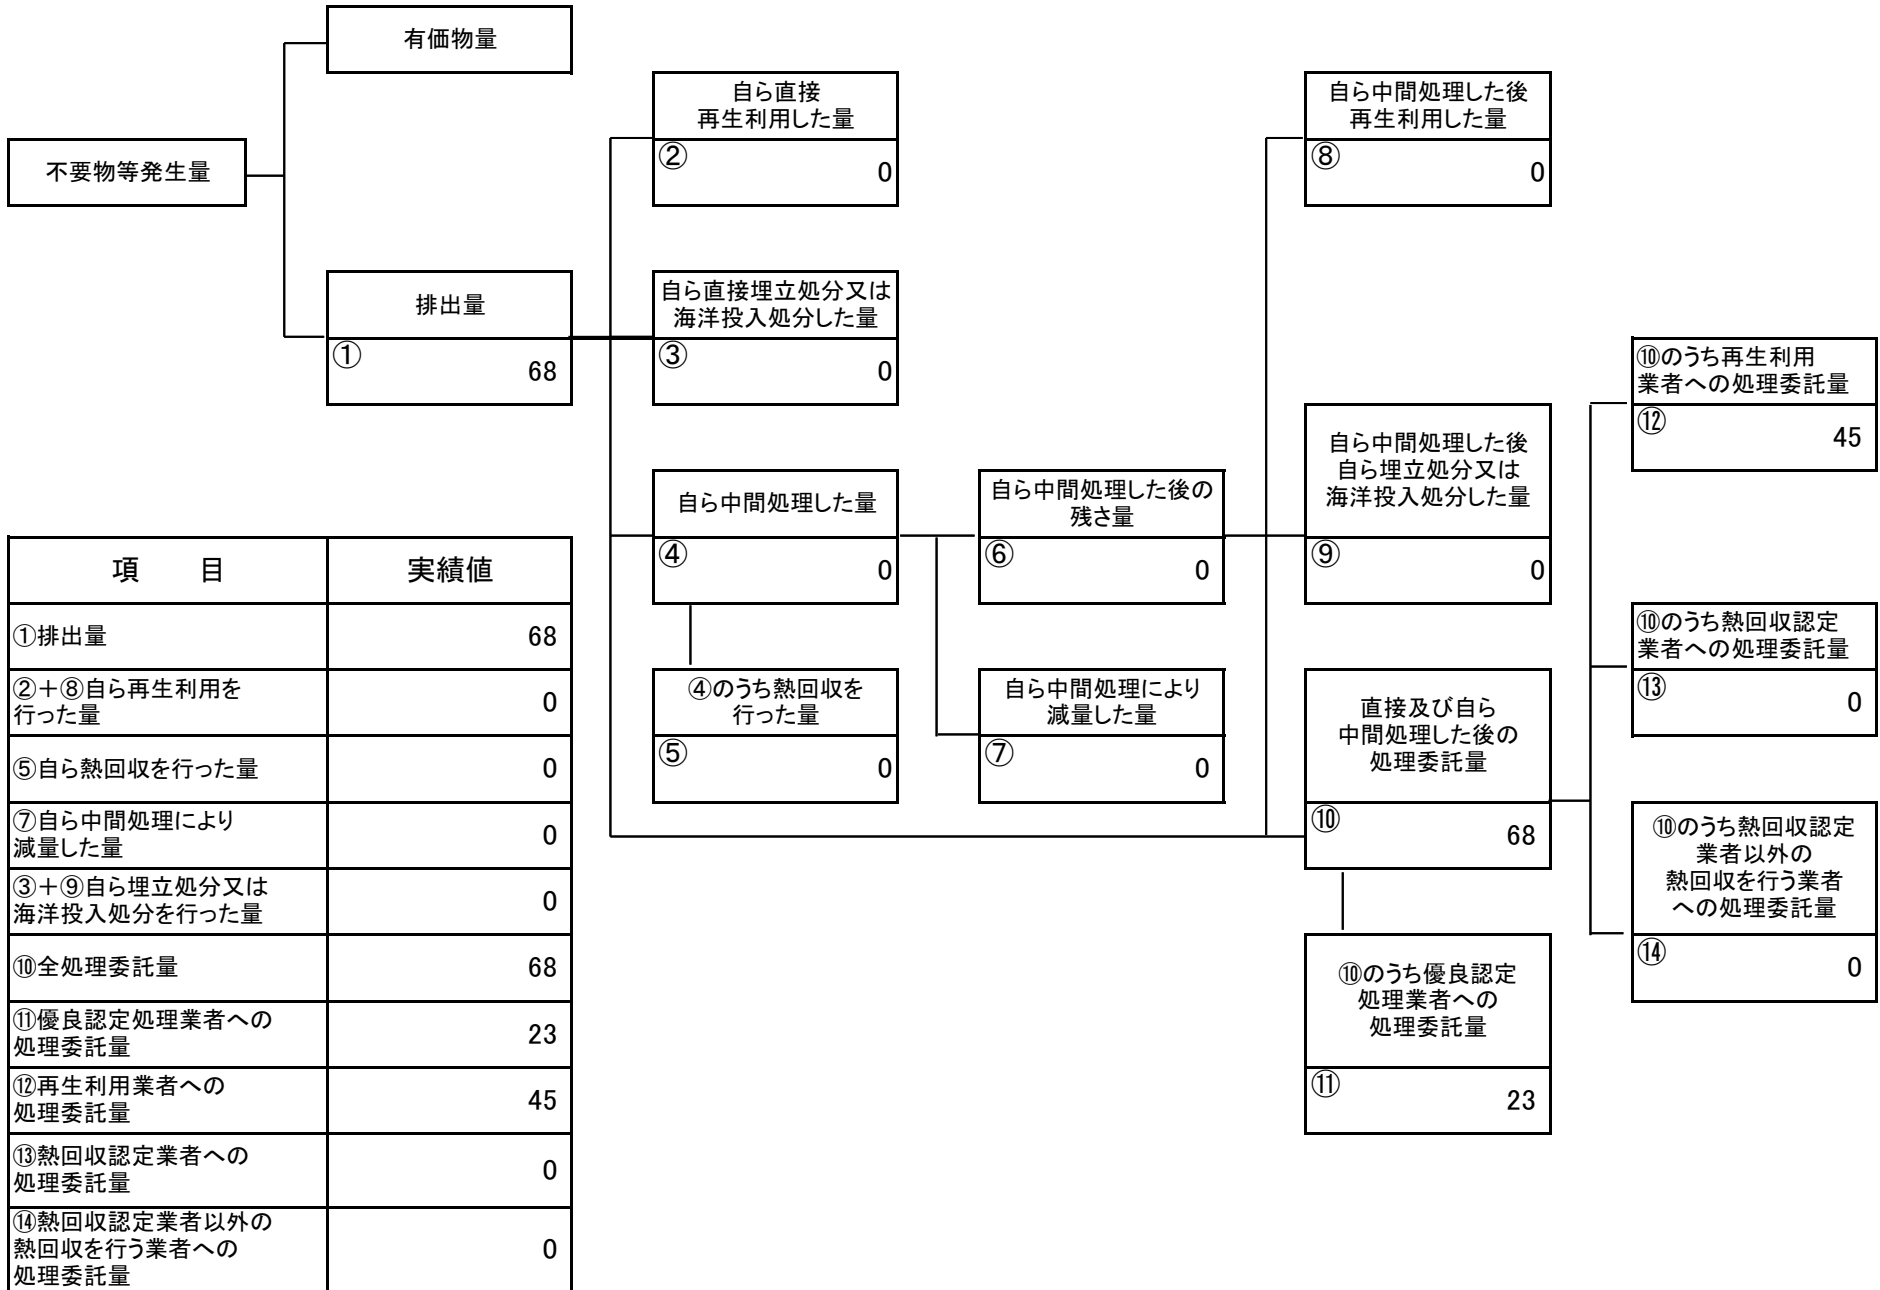 有価物量
不要物等発生量
排出量
①
68
自ら直接
再生利用した量
②
0
自ら直接埋立処分又は
海洋投入処分した量
③
0
自ら中間処理した量
④
0
④のうち熱回収を
行った量
⑤
0
自ら中間処理した後の
残さ量
⑥
0
自ら中間処理により
減量した量
⑦
0
自ら中間処理した後
再生利用した量
⑧
0
自ら中間処理した後
自ら埋立処分又は
海洋投入処分した量
⑨
0
直接及び自ら
中間処理した後の
処理委託量
⑩
68
⑩のうち優良認定
処理業者への
処理委託量
⑪
23
⑩のうち再生利用
業者への処理委託量
⑫
45
⑩のうち熱回収認定
業者への処理委託量
⑬
0
⑩のうち熱回収認定
業者以外の
熱回収を行う業者
への処理委託量
⑭
0
項　目 実績値
①排出量 68
②＋⑧自ら再生利用を
行った量 0
⑤自ら熱回収を行った量 0
⑦自ら中間処理により
減量した量 0
③＋⑨自ら埋立処分又は
海洋投入処分を行った量 0
⑩全処理委託量 68
⑪優良認定処理業者への
処理委託量 23
⑫再生利用業者への
処理委託量 45
⑬熱回収認定業者への
処理委託量 0
⑭熱回収認定業者以外の
熱回収を行う業者への 0
処理委託量